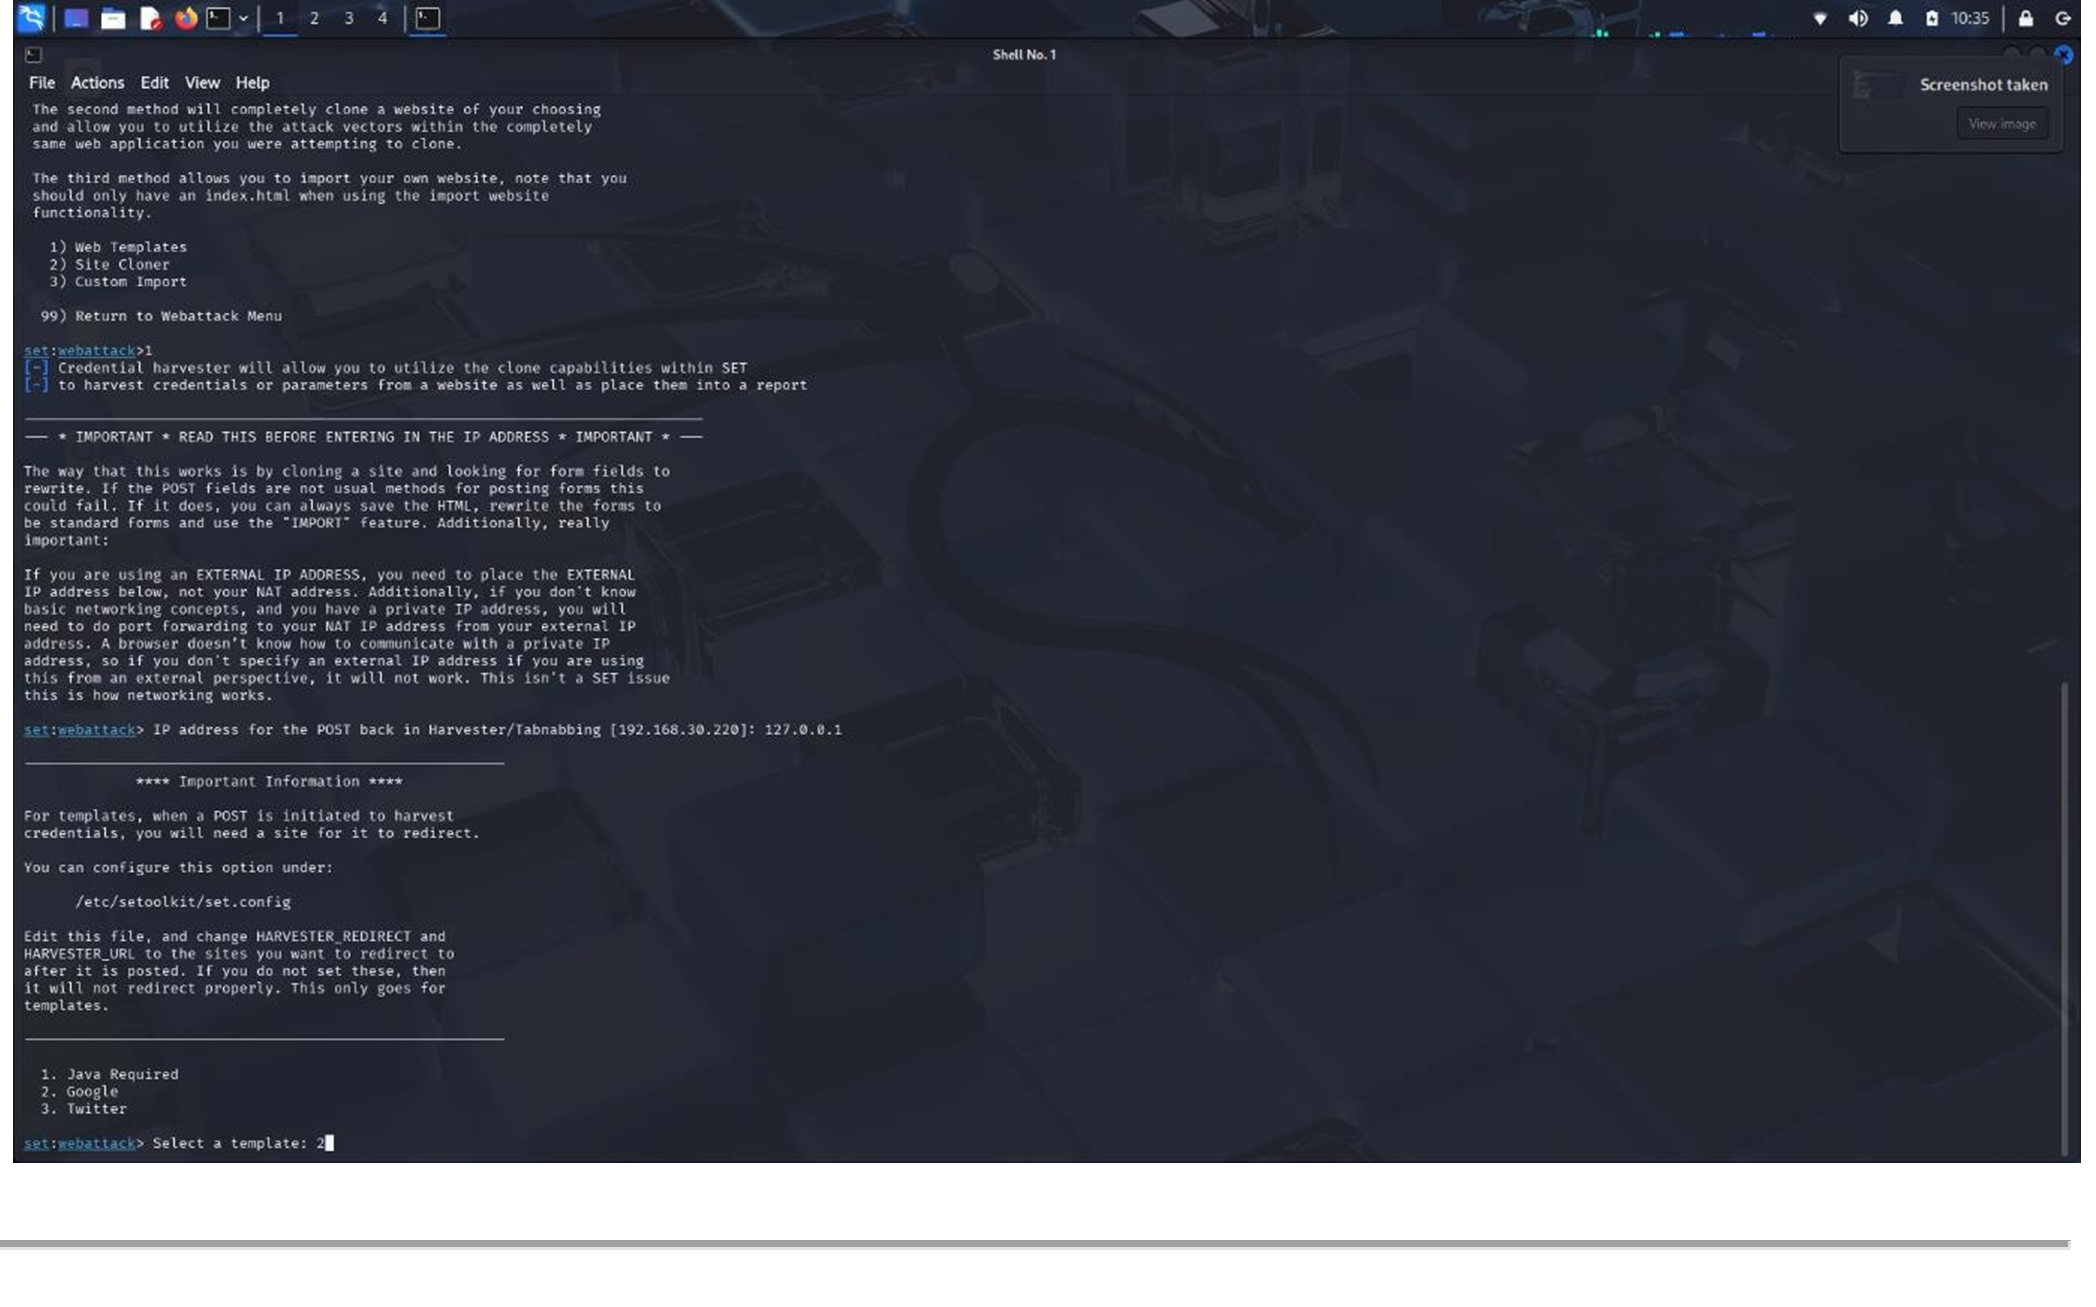 1 2 3 4 10:35
Shell No. 1
File Actions Edit View Help
Screenshot taken
View image
The second method will completely clone a website of your choosing
and allow you to utilize the attack vectors within the completely
same web application you were attempting to clone.
The third method allows you to import your own website, note that you
should only have an index.html when using the import website
functionality.
1) Web Templates
2) Site Cloner
3) Custom Import
99) Return to Webattack Menu
set:webattack>1
[-] Credential harvester will allow you to utilize the clone capabilities within SET
[-] to harvest credentials or parameters from a website as well as place them into a report
--- * IMPORTANT * READ THIS BEFORE ENTERING IN THE IP ADDRESS * IMPORTANT * ---
The way that this works is by cloning a site and looking for form fields to
rewrite. If the POST fields are not usual methods for posting forms this
could fail. If it does, you can always save the HTML, rewrite the forms to
be standard forms and use the "IMPORT" feature. Additionally, really
important:
If you are using an EXTERNAL IP ADDRESS, you need to place the EXTERNAL
IP address below, not your NAT address. Additionally, if you don't know
basic networking concepts, and you have a private IP address, you will
need to do port forwarding to your NAT IP address from your external IP
address. A browser doesn't know how to communicate with a private IP
address, so if you don't specify an external IP address if you are using
this from an external perspective, it will not work. This isn't a SET issue
this is how networking works.
set:webattack> IP address for the POST back in Harvester/Tabnabbing [192.168.30.220]: 127.0.0.1
**** Important Information ****
For templates, when a POST is initiated to harvest
credentials, you will need a site for it to redirect.
You can configure this option under:
/etc/setoolkit/set.config
Edit this file, and change HARVESTER_REDIRECT and
HARVESTER_URL to the sites you want to redirect to
after it is posted. If you do not set these, then
it will not redirect properly. This only goes for
templates.
1. Java Required
2. Google
3. Twitter
set:webattack> Select a template: 2